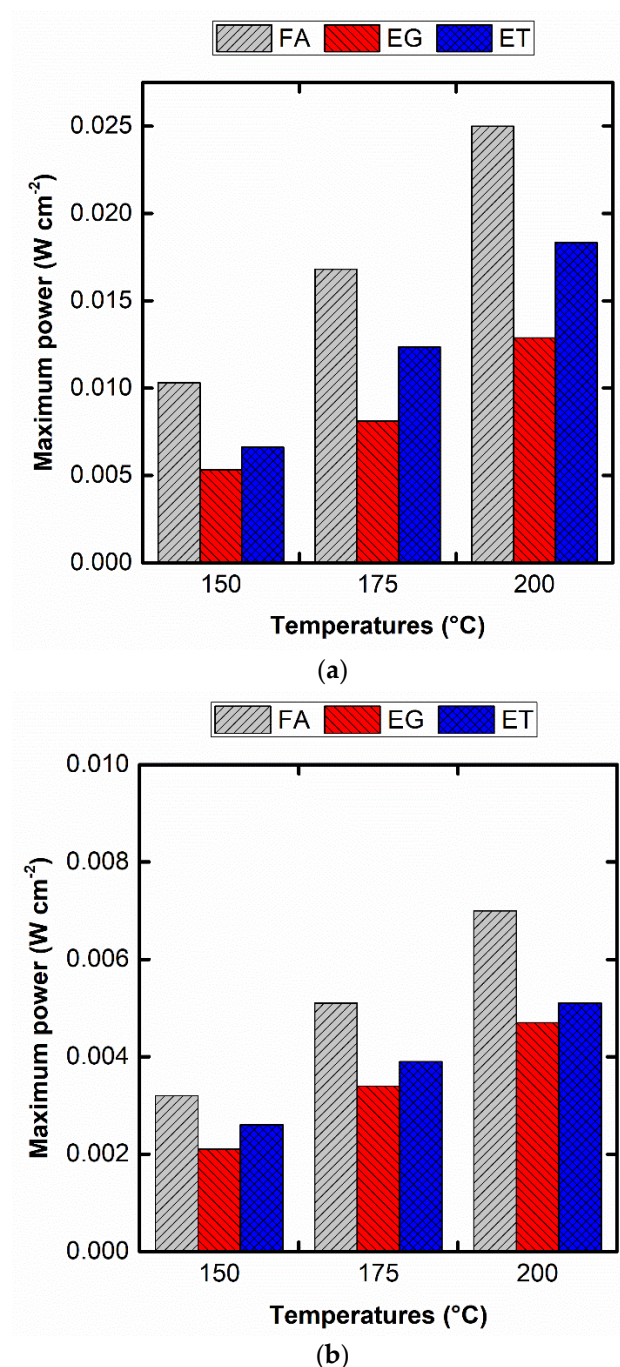 FA EG ET
0.025
0.020
0.015
0.010
0.005
0.000
Maximum power (W cm-2)
150 175 200
Temperatures (°C)
(a)
FA EG ET
0.010
0.008
0.006
0.004
0.002
0.000
Maximum power (W cm-2)
150 175 200
Temperatures (°C)
(b)